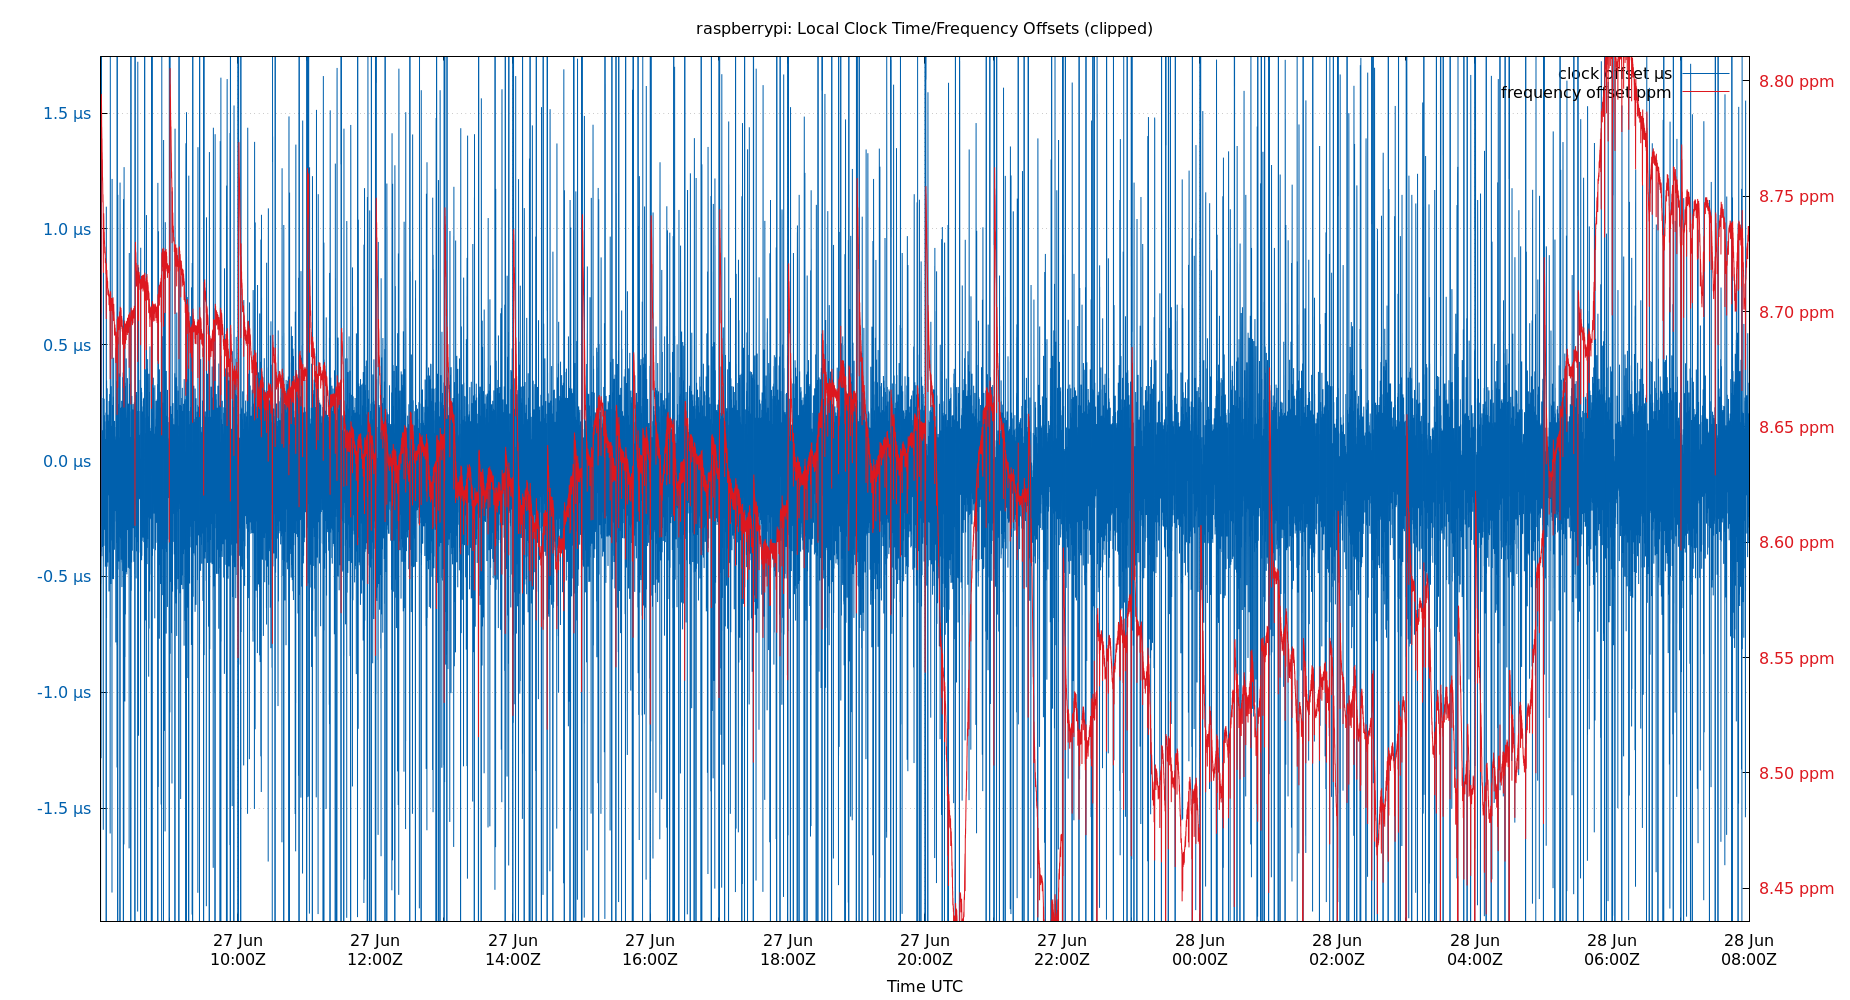 raspberrypi: Local Clock Time/Frequency Offsets (clipped)
clock offset µs
frequency offset ppm
1.5 µs
1.0 µs
0.5 µs
0.0 µs
-0.5 µs
-1.0 µs
-1.5 µs
8.80 ppm
8.75 ppm
8.70 ppm
8.65 ppm
8.60 ppm
8.55 ppm
8.50 ppm
8.45 ppm
27 Jun 27 Jun 27 Jun 27 Jun 27 Jun 27 Jun 27 Jun 28 Jun 28 Jun 28 Jun 28 Jun 28 Jun
10:00Z 12:00Z 14:00Z 16:00Z 18:00Z 20:00Z 22:00Z 00:00Z 02:00Z 04:00Z 06:00Z 08:00Z
Time UTC